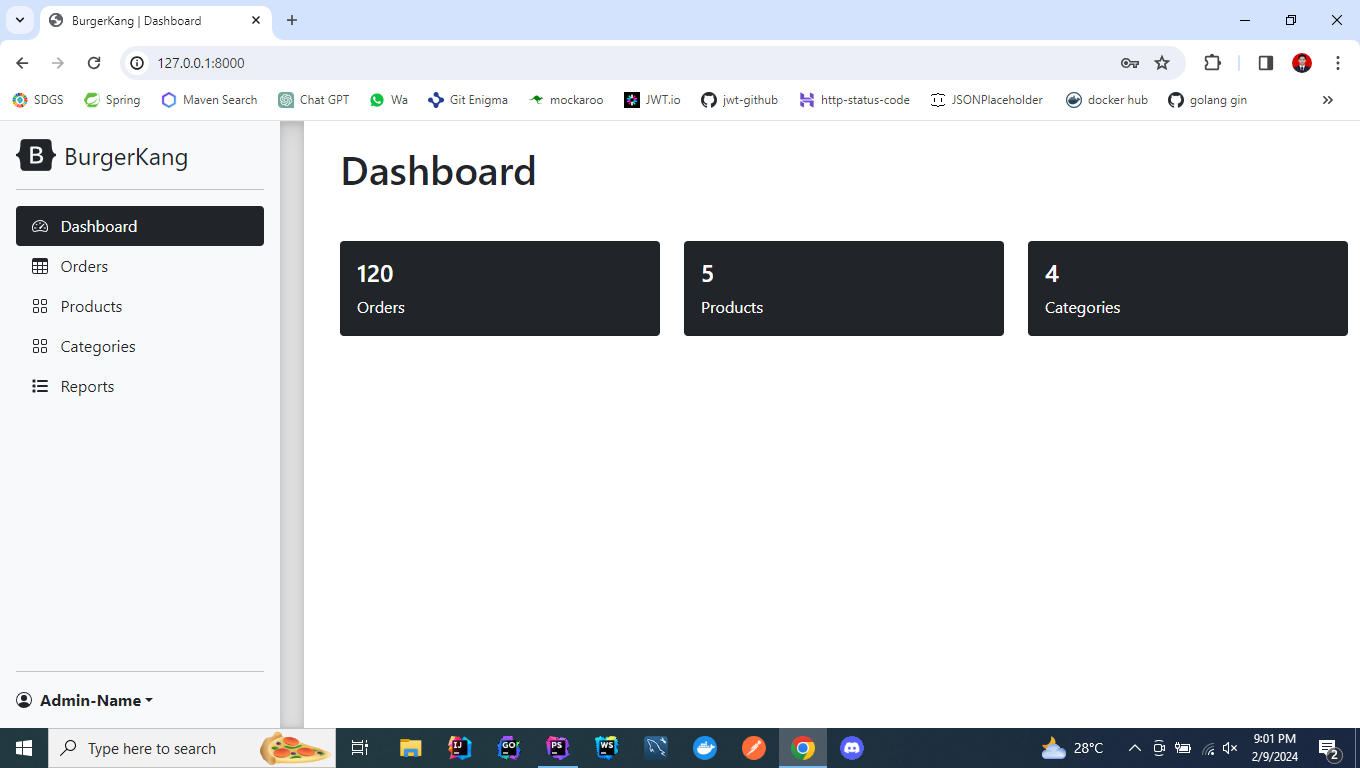 BurgerKang | Dashboard
127.0.0.1:8000
SDGS Spring Maven Search Chat GPT Wa Git Enigma mockaroo JWT.io jwt-github http-status-code JSONPlaceholder docker hub golang gin
B BurgerKang
Dashboard
Orders
Products
Categories
Reports
Admin-Name
Dashboard
120
Orders
5
Products
4
Categories
Type here to search
IJ GO PS WS
28°C
9:01 PM
2/9/2024
2